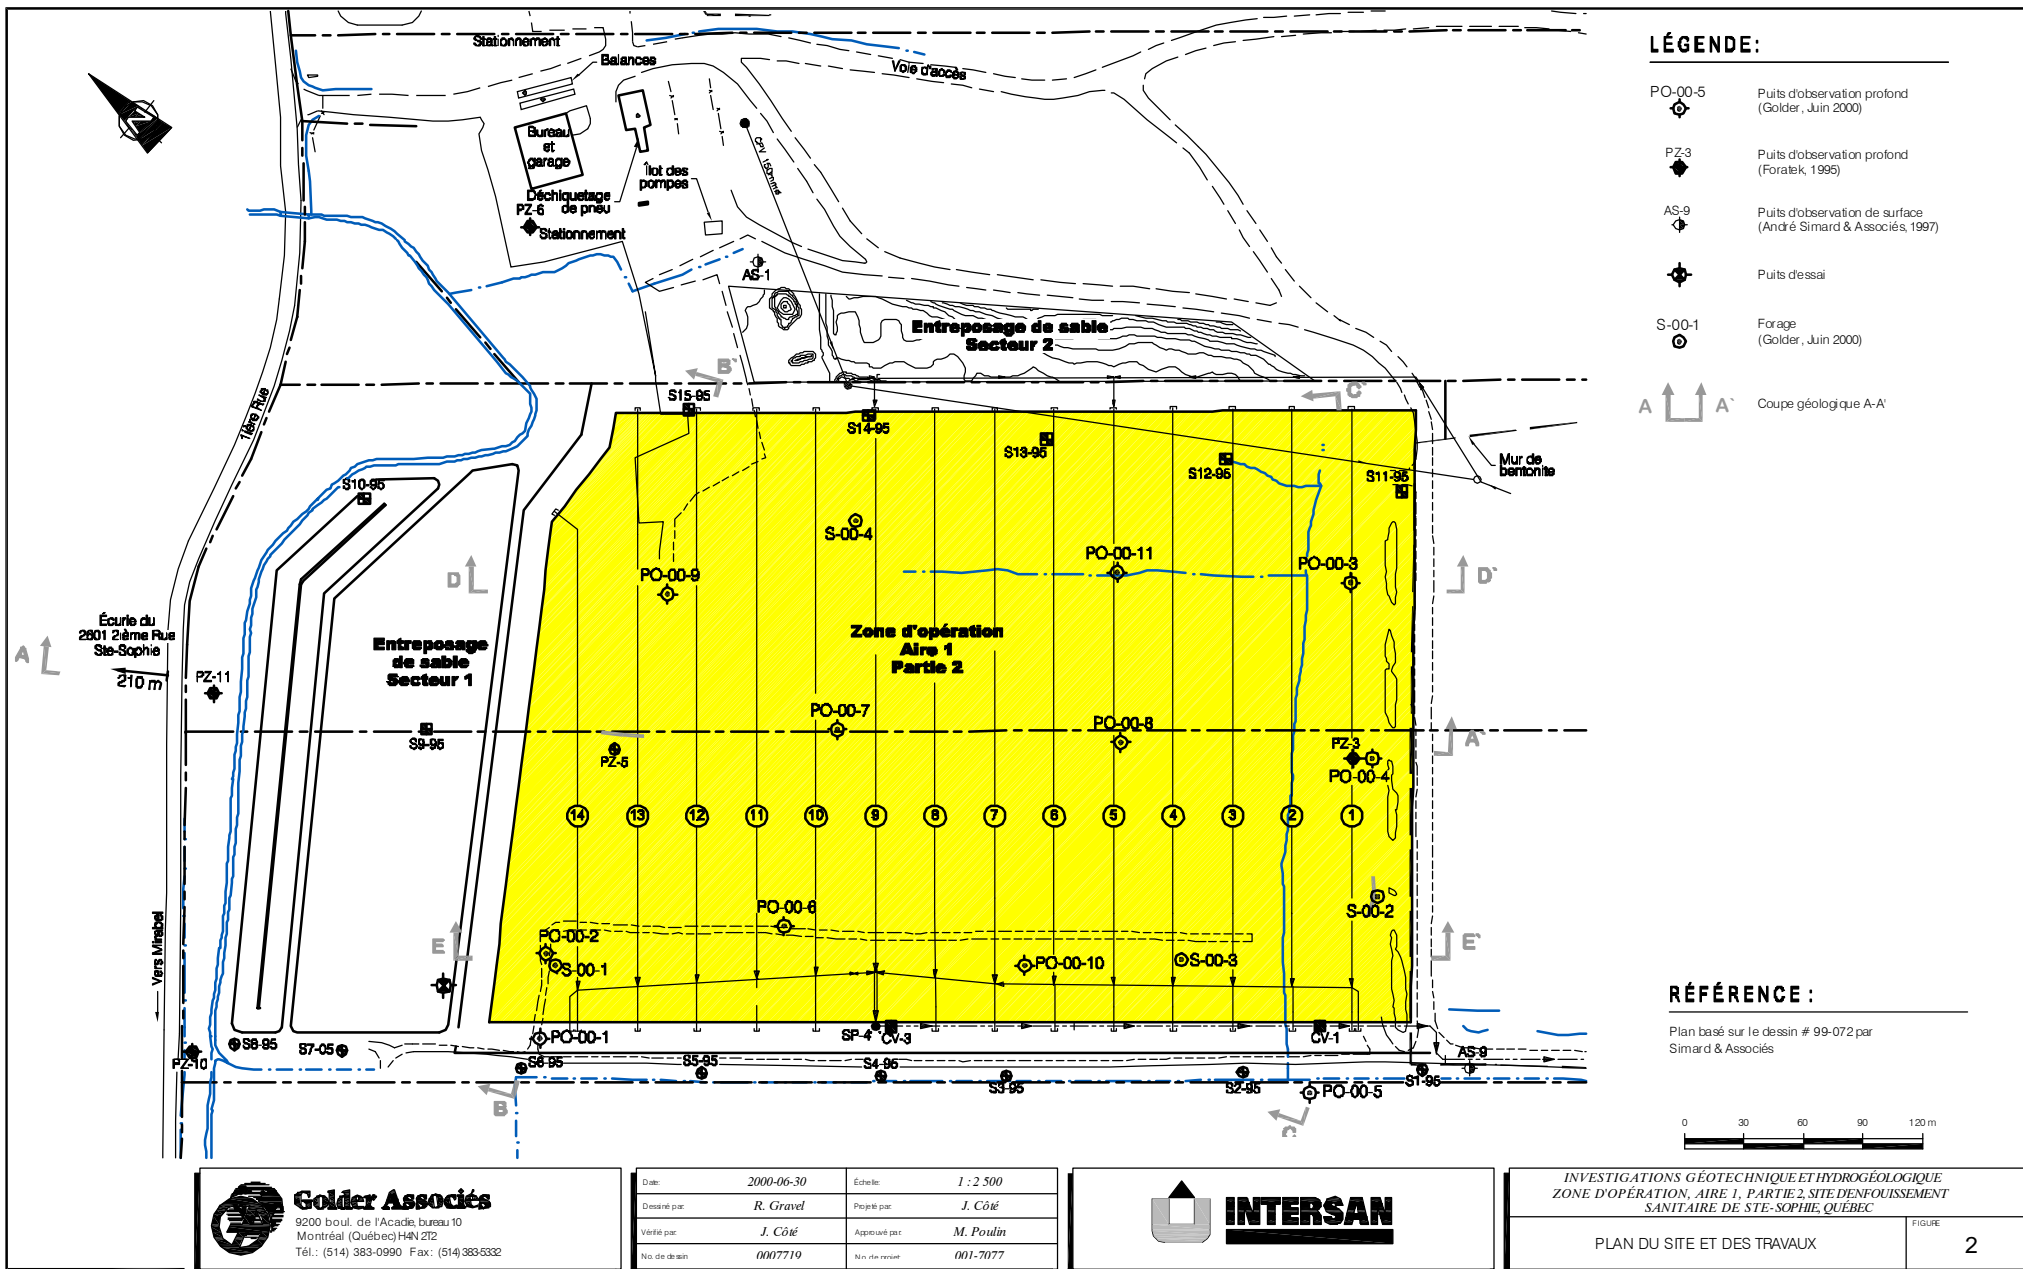 Stationnement
Balances
Voie d'accès
Bureau
et
garage
Îlot des
pompes
CPV 150mmø
Déchiquetage
de pneu
PZ-6
Stationnement
AS-1
Entreposage de sable
Secteur 2
B'
C'
1ière Rue
S15-95
S14-95
S13-95
S12-95
S11-95
Mur de
bentonite
S10-95
S-00-4
PO-00-11
PO-00-3
PO-00-9
D
D'
Écurie du
2601 2ième Rue
Ste-Sophie
A
210 m
PZ-11
Entreposage
de sable
Secteur 1
Zone d'opération
Aire 1
Partie 2
PO-00-7
PO-00-8
S9-95
PZ-5
PZ-3
PO-00-4
A'
14
13
12
11
10
9
8
7
6
5
4
3
2
1
PO-00-6
S-00-2
PO-00-2
S-00-1
PO-00-10
S-00-3
E
E'
Vers Mirabel
PO-00-1
SP-4
CV-3
CV-1
S8-95
S7-05
PZ-10
S6-95
S5-95
S4-95
S3-95
S2-95
S1-95
AS-9
PO-00-5
B
C
LÉGENDE:
PO-00-5
Puits d'observation profond
(Golder, Juin 2000)
PZ-3
Puits d'observation profond
(Foratek, 1995)
AS-9
Puits d'observation de surface
(André Simard & Associés, 1997)
Puits d'essai
S-00-1
Forage
(Golder, Juin 2000)
A A'
Coupe géologique A-A'
RÉFÉRENCE :
Plan basé sur le dessin # 99-072 par
Simard & Associés
0 30 60 90 120 m
Golder Associés
9200 boul. de l'Acadie, bureau 10
Montréal (Québec) H4N 2T2
Tél.: (514) 383-0990 Fax: (514) 383-5332
Date: 2000-06-30
Échelle: 1 : 2 500
Dessiné par: R. Gravel
Projeté par: J. Côté
Vérifié par: J. Côté
Approuvé par: M. Poulin
No. de dessin 0007719
No. de projet 001-7077
INTERSAN
INVESTIGATIONS GÉOTECHNIQUE ET HYDROGÉOLOGIQUE
ZONE D'OPÉRATION, AIRE 1, PARTIE 2, SITE D'ENFOUISSEMENT
SANITAIRE DE STE-SOPHIE, QUÉBEC
PLAN DU SITE ET DES TRAVAUX
FIGURE
2